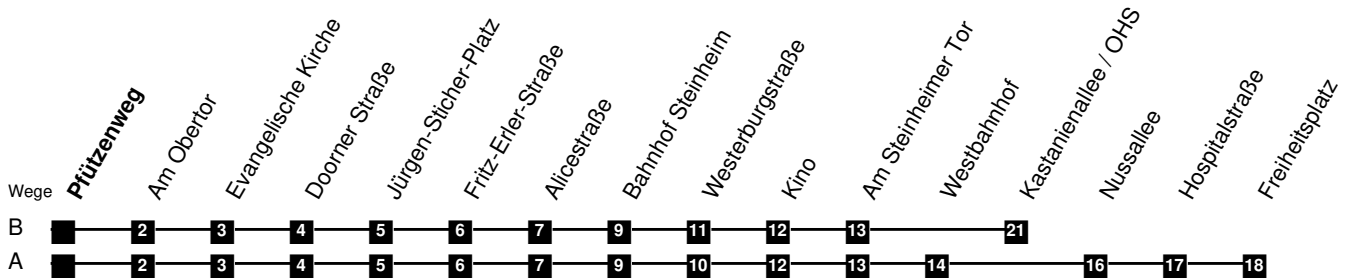 Wege
Pfützenweg
Am Obertor
Evangelische Kirche
Doorner Straße
Jürgen-Sticher-Platz
Fritz-Erler-Straße
Alicestraße
Bahnhof Steinheim
Westerburgstraße
Kino
Am Steinheimer Tor
Westbahnhof
Kastanienallee / OHS
Nussallee
Hospitalstraße
Freiheitsplatz
B 2 3 4 5 6 7 9 11 12 13 21
A 2 3 4 5 6 7 9 10 12 13 14 16 17 18